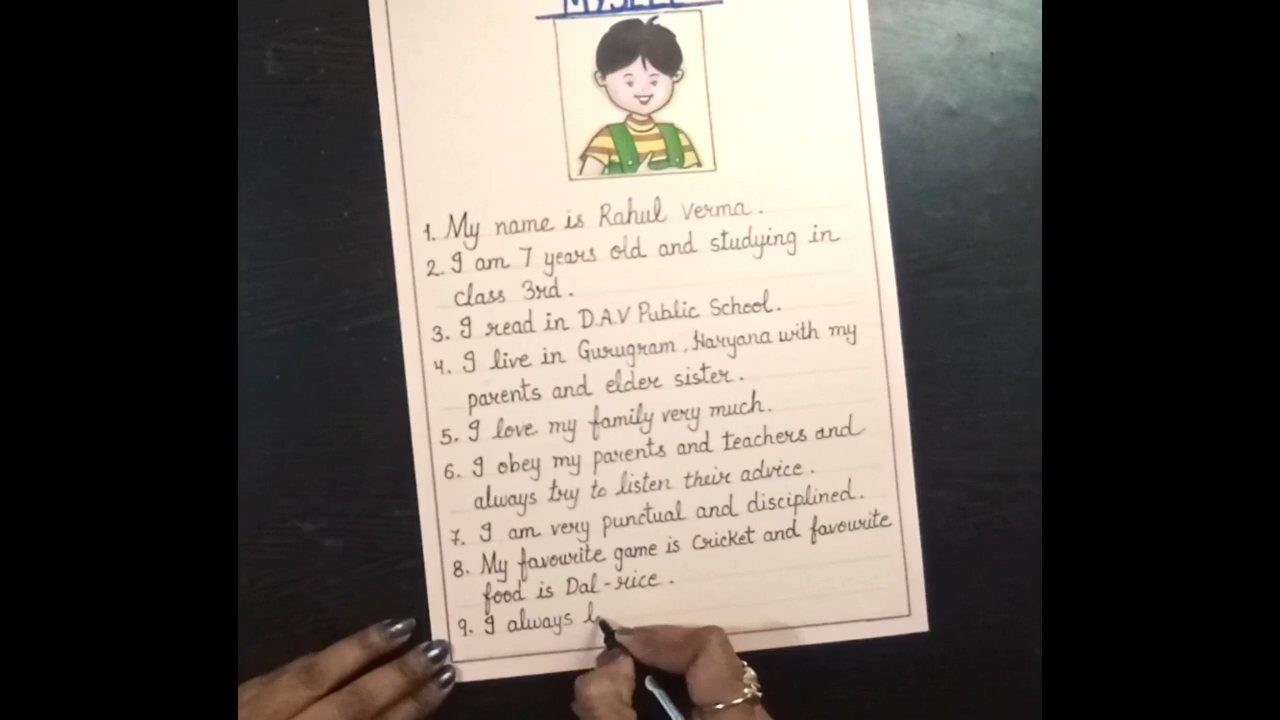 1. My name is Rahul Verma.
2. I am 7 years old and studying in
class 3rd.
3. I read in D.A.V Public School.
4. I live in Gurugram, Haryana with my
parents and elder sister.
5. I love my family very much.
6. I obey my parents and teachers and
always try to listen their advice.
7. I am very punctual and disciplined.
8. My favourite game is Cricket and favourite
food is Dal-rice.
9. I always